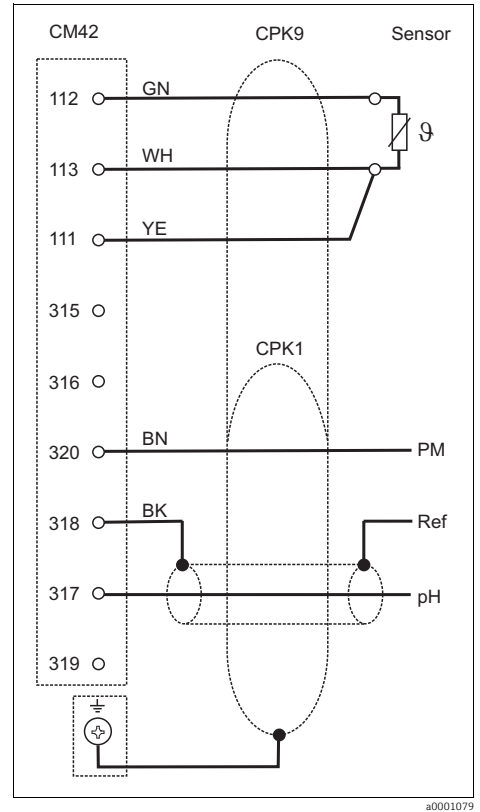 CM42 CPK9 Sensor
112 GN
ϑ
113 WH
111 YE
315
CPK1
316
320 BN PM
318 BK Ref
317 pH
319
a0001079